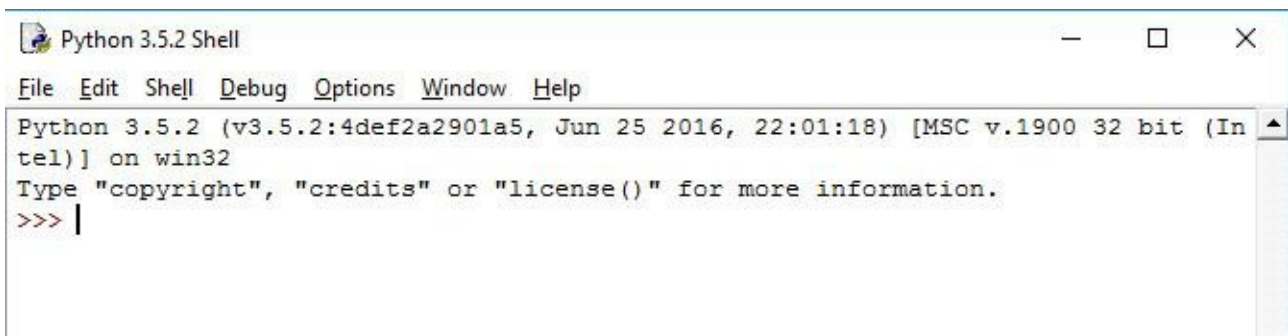 Python 3.5.2 Shell
File Edit Shell Debug Options Window Help
Python 3.5.2 (v3.5.2:4def2a2901a5, Jun 25 2016, 22:01:18) [MSC v.1900 32 bit (In
tel)] on win32
Type "copyright", "credits" or "license()" for more information.
>>>